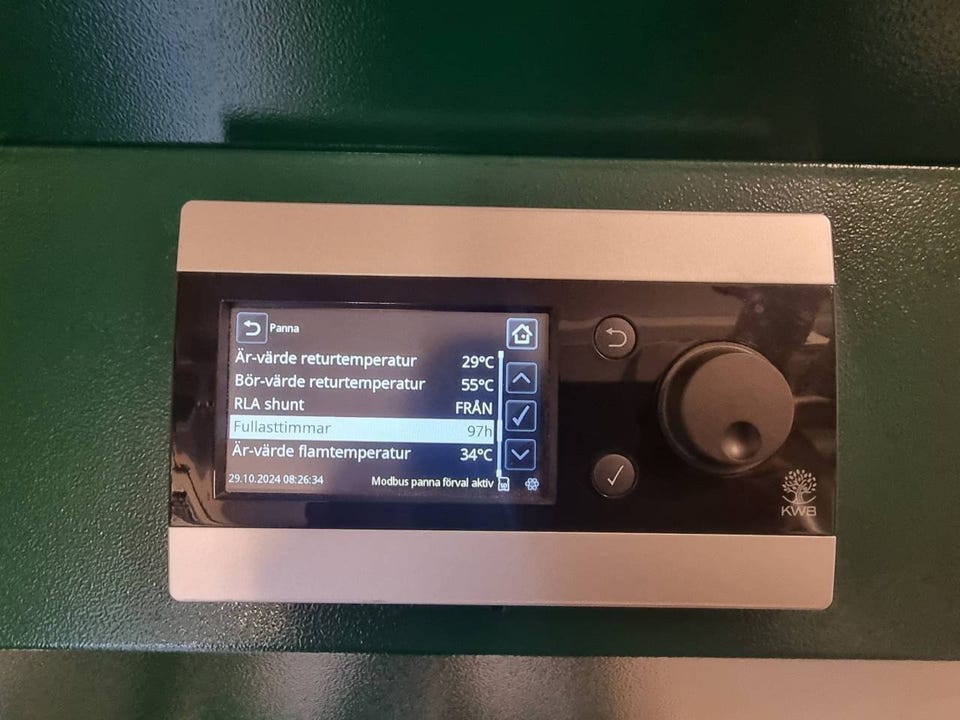 Panna
Är-värde returtemperatur 29°C
Bör-värde returtemperatur 55°C
RLA shunt FRÅN
Fullasttimmar 97h
Är-värde flamtemperatur 34°C
29.10.2024 08:26:34 Modbus panna förval aktiv
KWB